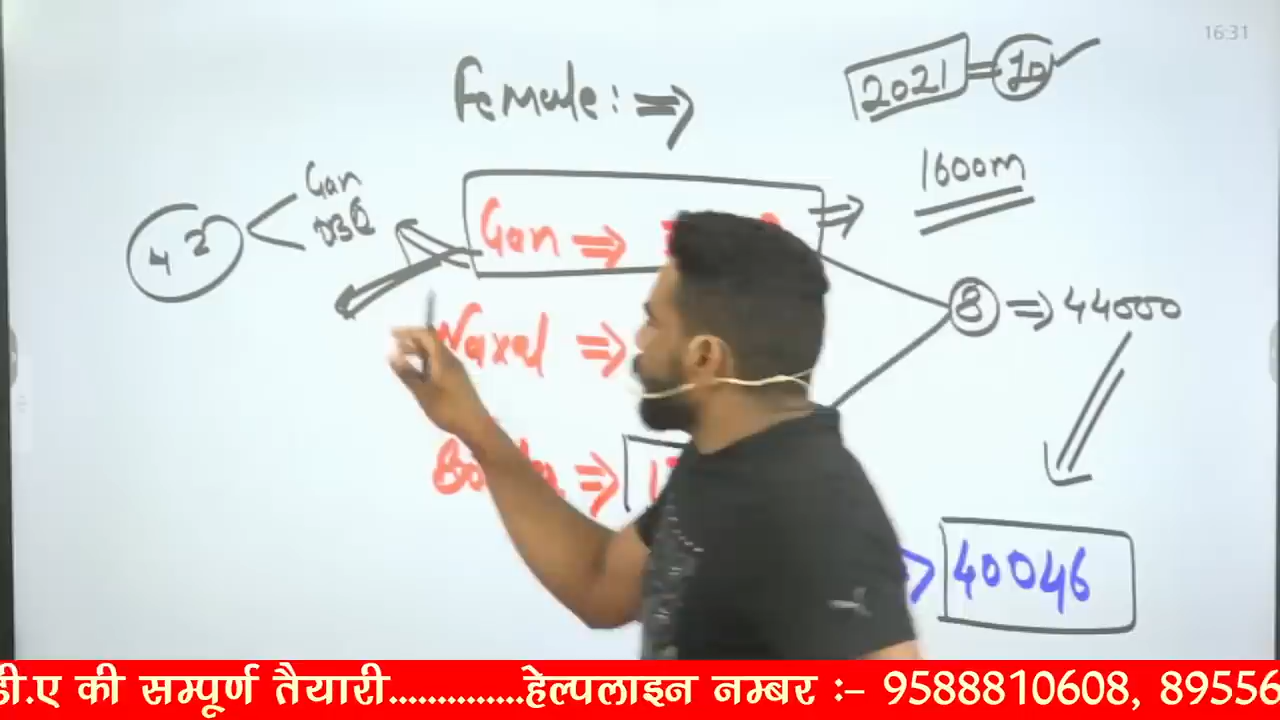 16:31
Female: ⇒
2021 = 10 ✓
1600m
42
Gan
OBC
Gen ⇒
⇒
Naxal ⇒
8 ⇒ 44000
⇒
40046
डी.ए की सम्पूर्ण तैयारी..............हेल्पलाइन नम्बर :- 9588810608, 89556